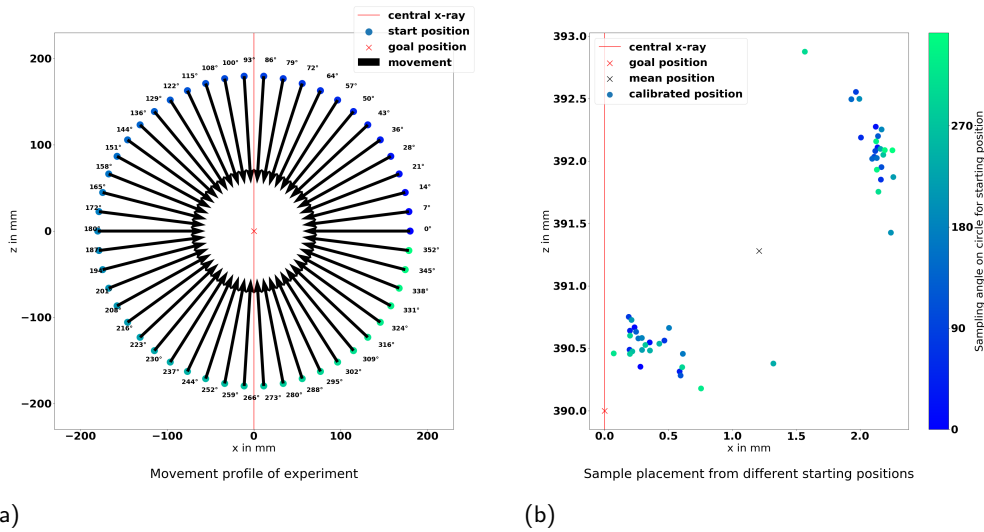 central x-ray
start position
goal position
movement
200
100
0
−100
−200
z in mm
93° 86°
100° 79°
108° 72°
115° 64°
122° 57°
129° 50°
136° 43°
144° 36°
151° 28°
158° 21°
165° 14°
172° 7°
180° 0°
187° 352°
194° 345°
201° 338°
208° 331°
216° 324°
223° 316°
230° 309°
237° 302°
244° 295°
252° 288°
259° 280°
266° 273°
−200 −100 0 100 200
x in mm
Movement profile of experiment
a)
central x-ray
goal position
mean position
calibrated position
393.0
392.5
392.0
391.5
391.0
390.5
390.0
z in mm
0.0 0.5 1.0 1.5 2.0
x in mm
270
180
90
0
Sampling angle on circle for starting position
Sample placement from different starting positions
(b)